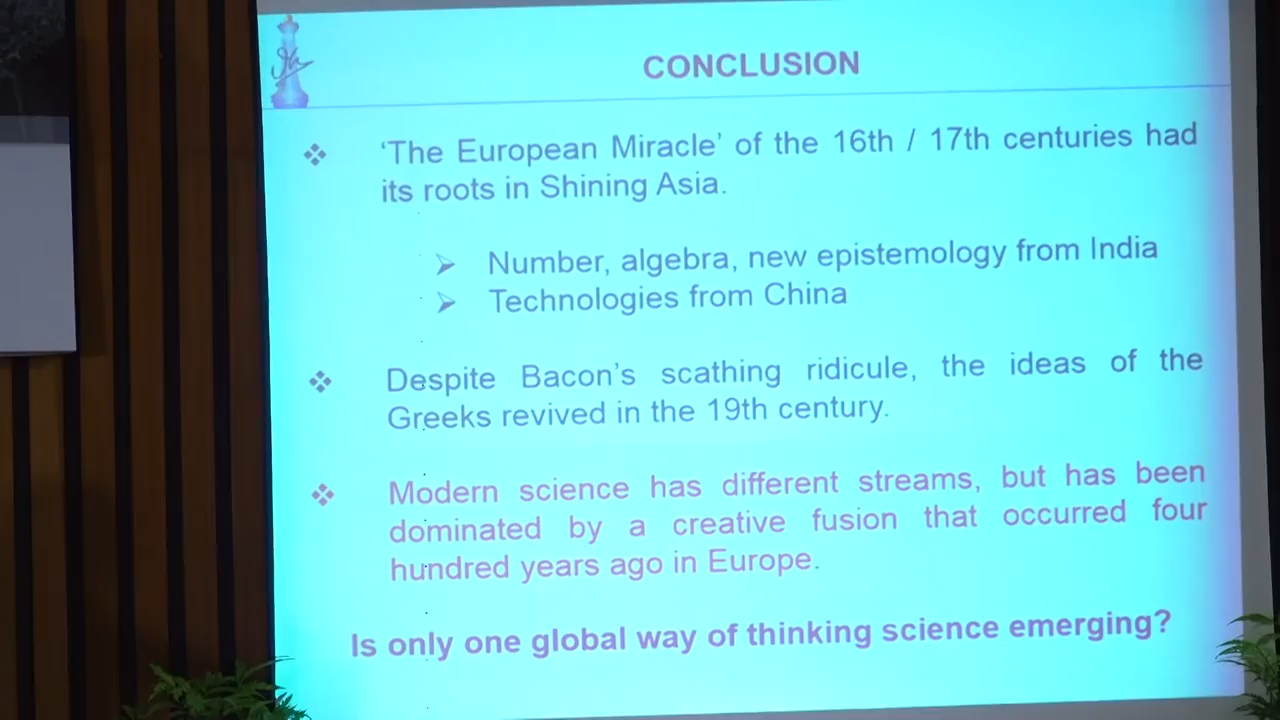 CONCLUSION
❖ ‘The European Miracle’ of the 16th / 17th centuries had
its roots in Shining Asia.
➢ Number, algebra, new epistemology from India
➢ Technologies from China
❖ Despite Bacon’s scathing ridicule, the ideas of the
Greeks revived in the 19th century.
❖ Modern science has different streams, but has been
dominated by a creative fusion that occurred four
hundred years ago in Europe.
Is only one global way of thinking science emerging?